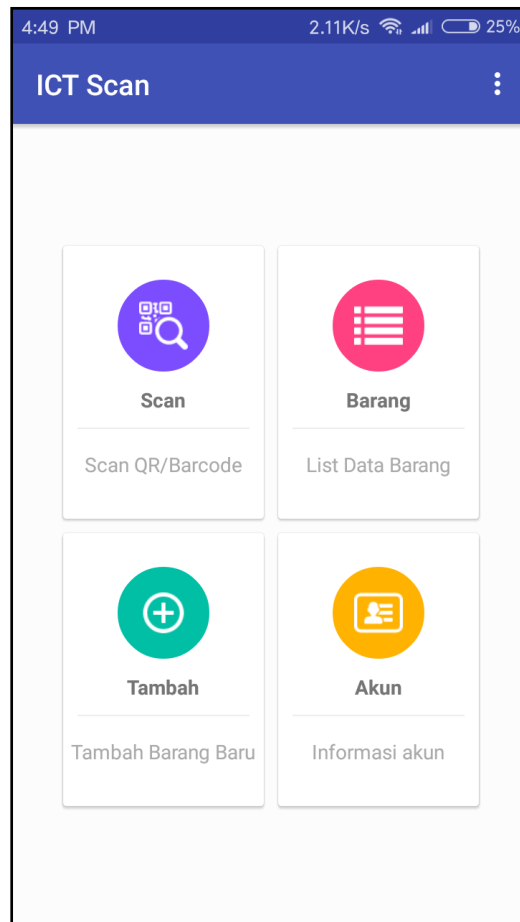 4:49 PM 2.11K/s 25%
ICT Scan
Scan
Scan QR/Barcode
Barang
List Data Barang
Tambah
Tambah Barang Baru
Akun
Informasi akun